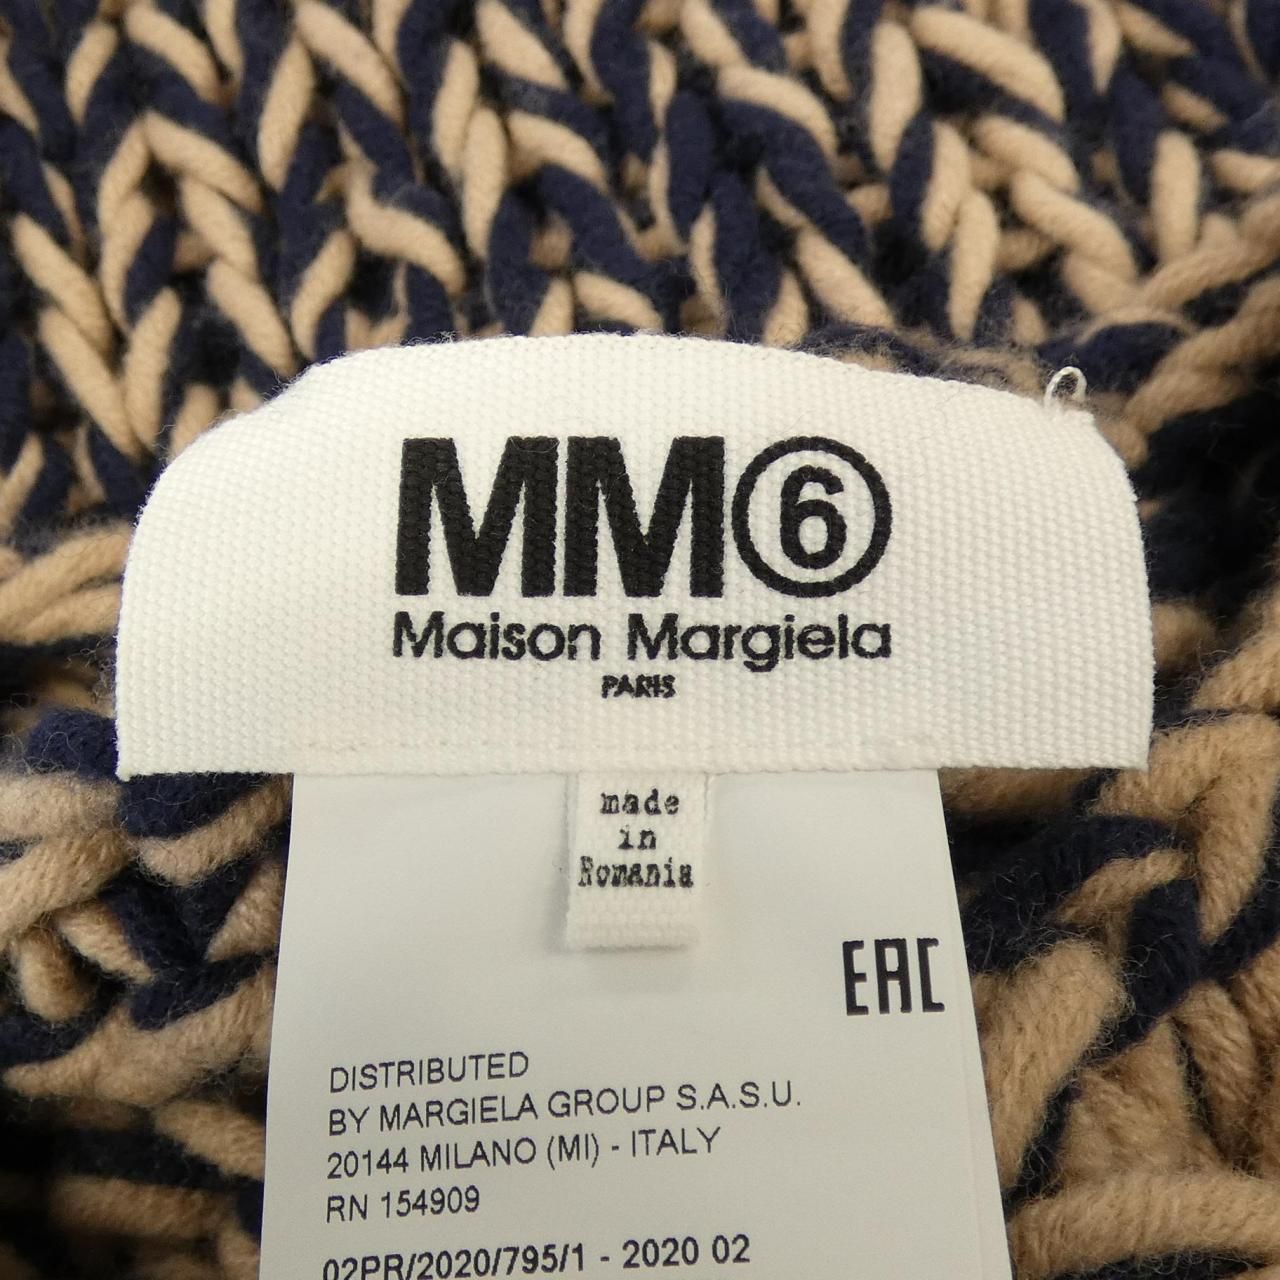 MM⑥
Maison Margiela
PARIS
made
in
Romania
EAC
DISTRIBUTED
BY MARGIELA GROUP S.A.S.U.
20144 MILANO (MI) - ITALY
RN 154909
02PR/2020/795/1 - 2020 02